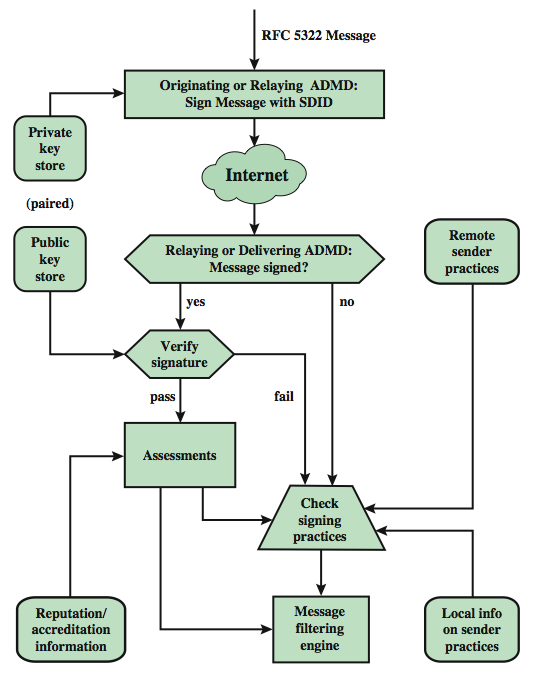 RFC 5322 Message
Originating or Relaying ADMD:
Sign Message with SDID
Private
key
store
Internet
(paired)
Public
key
store
Relaying or Delivering ADMD:
Message signed?
Remote
sender
practices
yes
no
Verify
signature
pass
fail
Assessments
Check
signing
practices
Reputation/
accreditation
information
Message
filtering
engine
Local info
on sender
practices